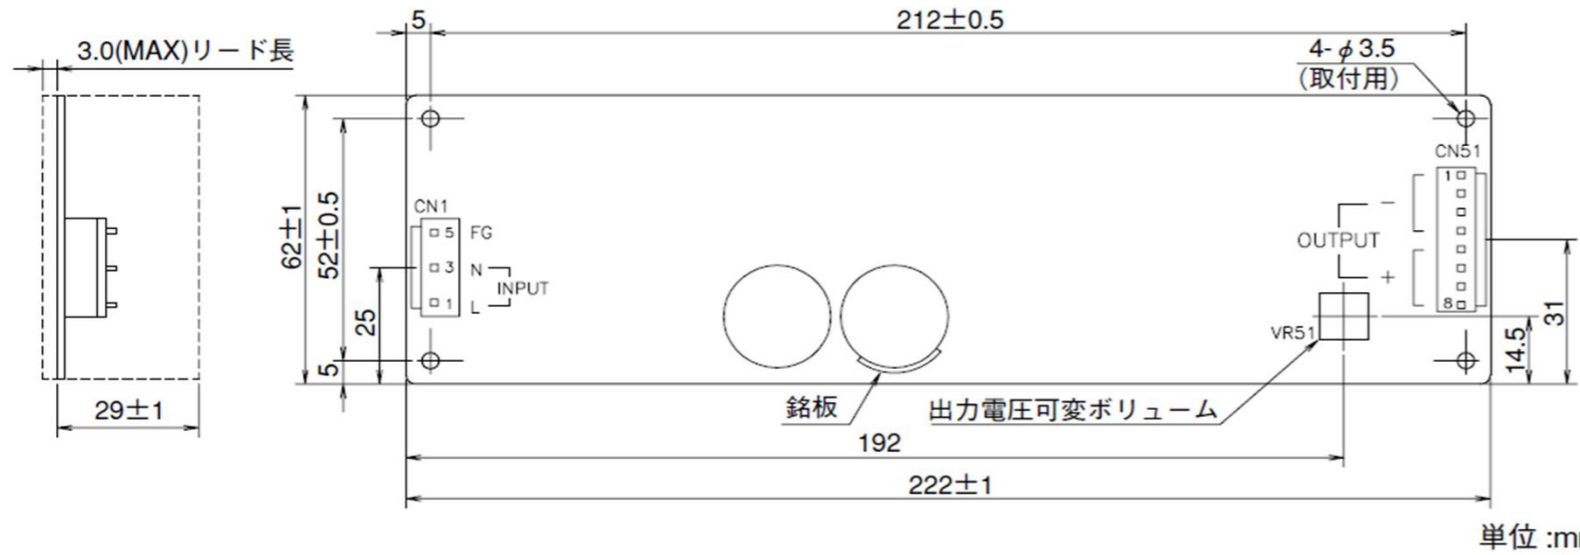 5
212±0.5
3.0(MAX)リード長
4-φ3.5
(取付用)
CN51
1
CN1
5 FG
3 N
INPUT
1 L
−
OUTPUT
+
8
VR51
62±1
52±0.5
25
5
31
14.5
29±1
銘板
出力電圧可変ボリューム
192
222±1
単位 :m